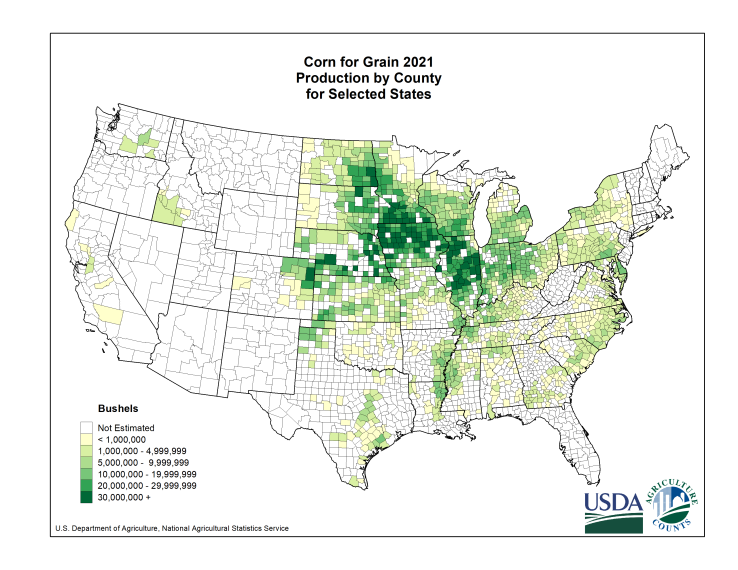 Corn for Grain 2021
Production by County
for Selected States
Bushels
Not Estimated
< 1,000,000
1,000,000 - 4,999,999
5,000,000 - 9,999,999
10,000,000 - 19,999,999
20,000,000 - 29,999,999
30,000,000 +
U.S. Department of Agriculture, National Agricultural Statistics Service
USDA
AGRICULTURE
COUNTS